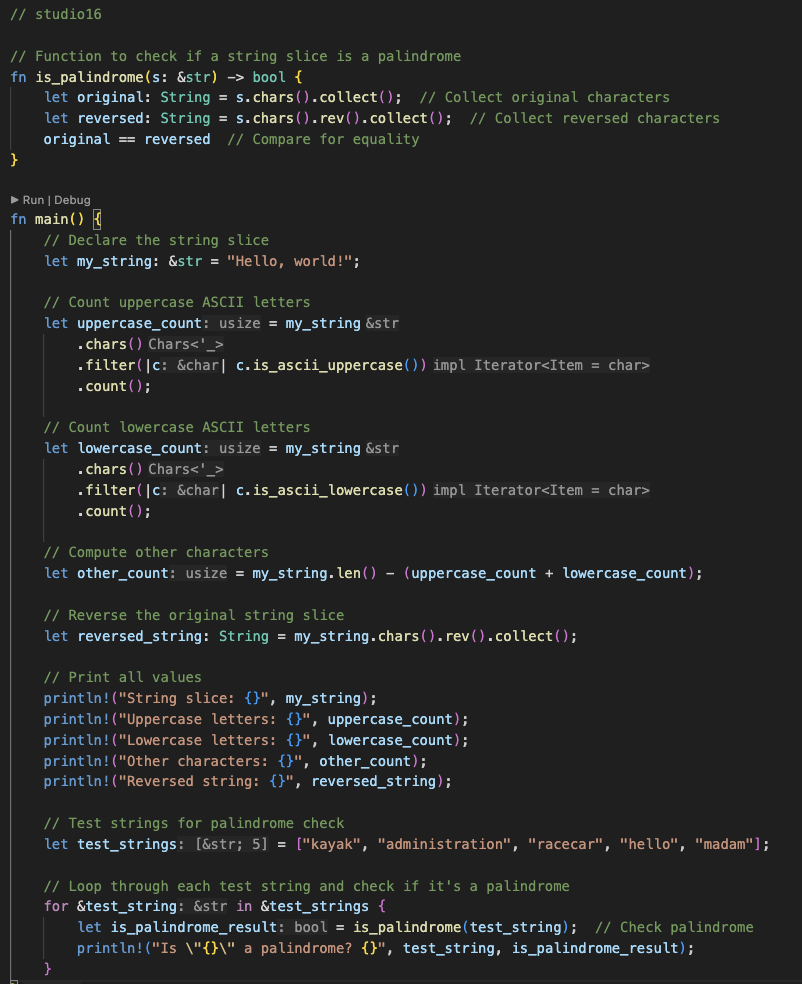 // studio16

// Function to check if a string slice is a palindrome
fn is_palindrome(s: &str) -> bool {
    let original: String = s.chars().collect();  // Collect original characters
    let reversed: String = s.chars().rev().collect();  // Collect reversed characters
    original == reversed  // Compare for equality
}

▶ Run | Debug
fn main() {
    // Declare the string slice
    let my_string: &str = "Hello, world!";

    // Count uppercase ASCII letters
    let uppercase_count: usize = my_string &str
        .chars() Chars<'_>
        .filter(|c: &char| c.is_ascii_uppercase()) impl Iterator<Item = char>
        .count();

    // Count lowercase ASCII letters
    let lowercase_count: usize = my_string &str
        .chars() Chars<'_>
        .filter(|c: &char| c.is_ascii_lowercase()) impl Iterator<Item = char>
        .count();

    // Compute other characters
    let other_count: usize = my_string.len() - (uppercase_count + lowercase_count);

    // Reverse the original string slice
    let reversed_string: String = my_string.chars().rev().collect();

    // Print all values
    println!("String slice: {}", my_string);
    println!("Uppercase letters: {}", uppercase_count);
    println!("Lowercase letters: {}", lowercase_count);
    println!("Other characters: {}", other_count);
    println!("Reversed string: {}", reversed_string);

    // Test strings for palindrome check
    let test_strings: [&str; 5] = ["kayak", "administration", "racecar", "hello", "madam"];

    // Loop through each test string and check if it's a palindrome
    for &test_string: &str in &test_strings {
        let is_palindrome_result: bool = is_palindrome(test_string);  // Check palindrome
        println!("Is \"{}\" a palindrome? {}", test_string, is_palindrome_result);
    }